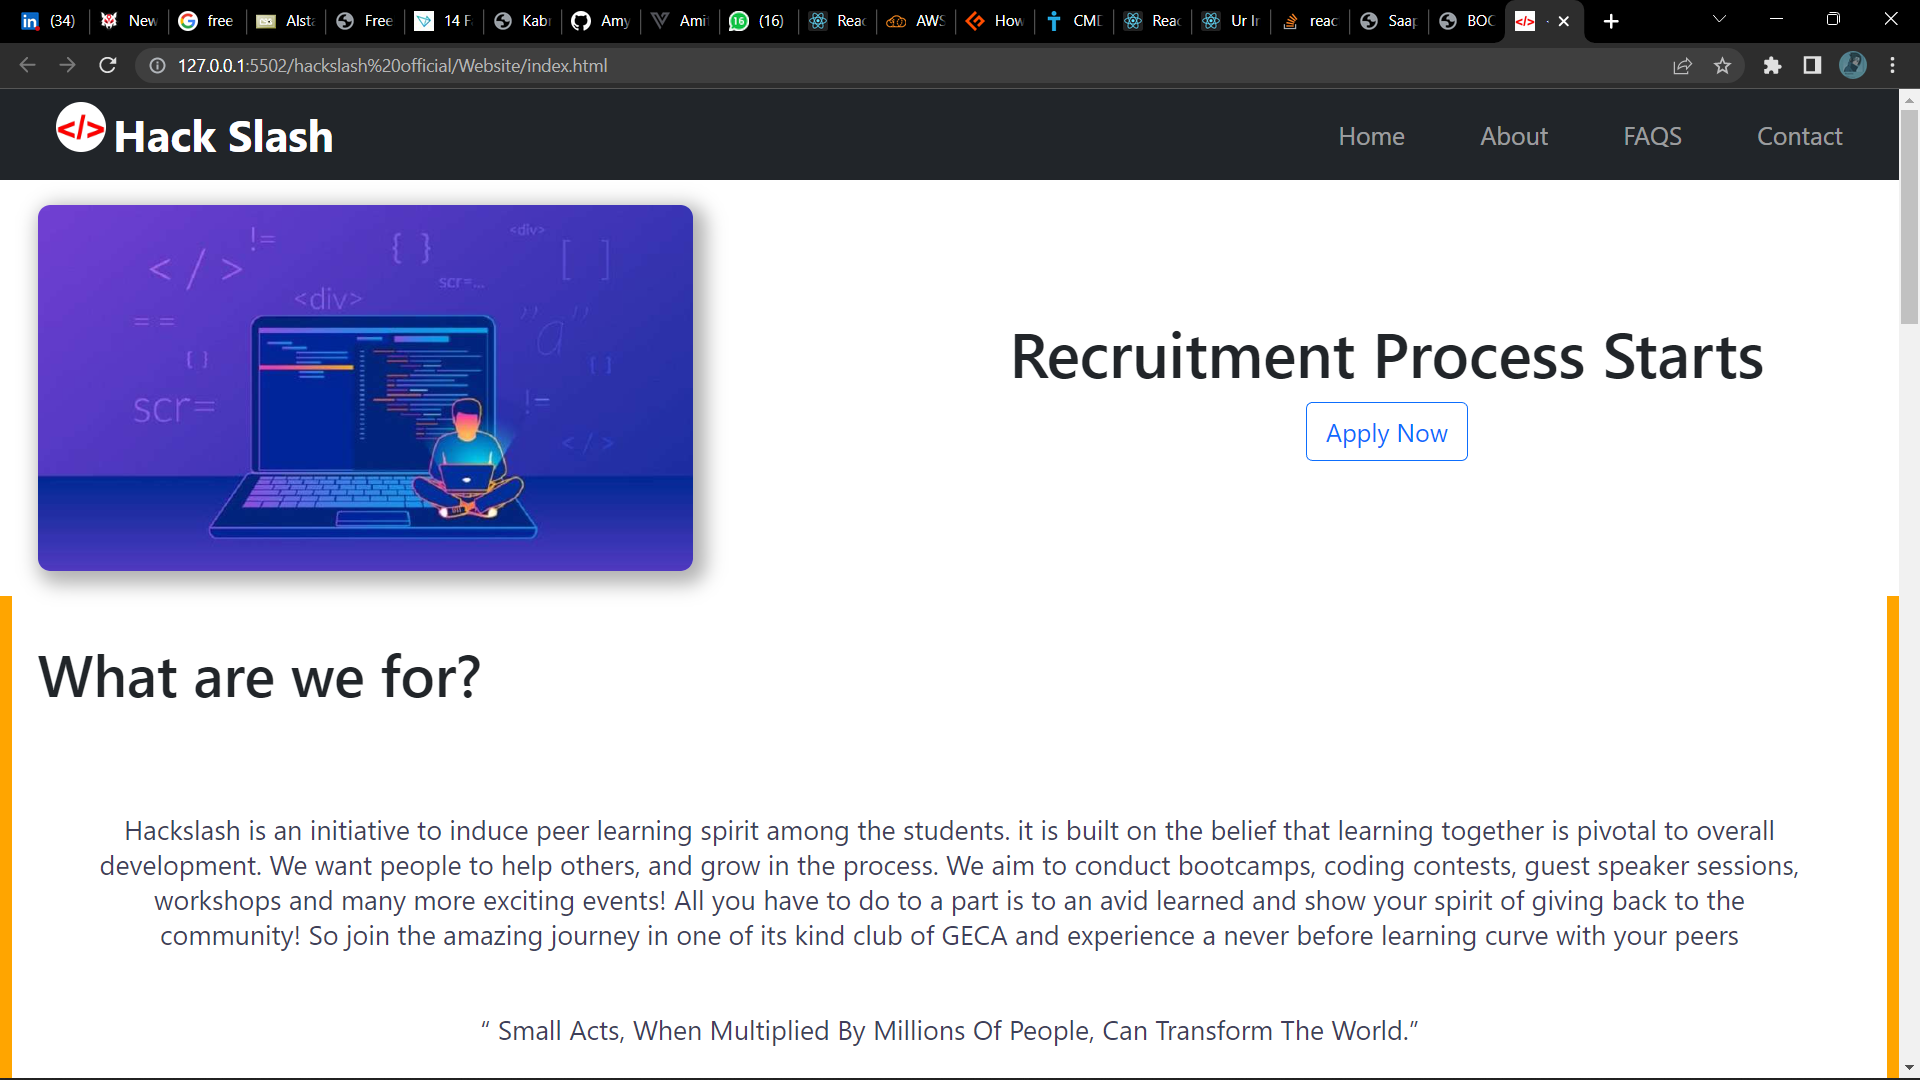 (34) New free Alsta Free 14 F Kab Amy Ami (16) Reac AWS How CMD Reac Ur In reac Saap BOC
127.0.0.1:5502/hackslash%20official/Website/index.html
</> Hack Slash Home About FAQS Contact
!= { } <div>
</> [ ]
scr=...
<div>
== " a "
{} []
scr= !=
</>
Recruitment Process Starts
Apply Now
What are we for?
Hackslash is an initiative to induce peer learning spirit among the students. it is built on the belief that learning together is pivotal to overall
development. We want people to help others, and grow in the process. We aim to conduct bootcamps, coding contests, guest speaker sessions,
workshops and many more exciting events! All you have to do to a part is to an avid learned and show your spirit of giving back to the
community! So join the amazing journey in one of its kind club of GECA and experience a never before learning curve with your peers
“ Small Acts, When Multiplied By Millions Of People, Can Transform The World.”